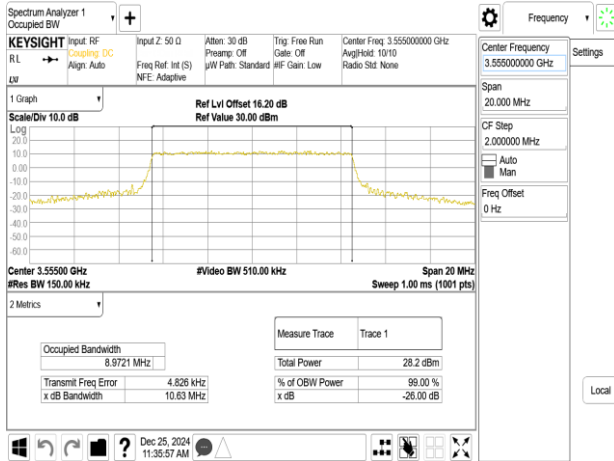 Spectrum Analyzer 1
Occupied BW
Frequency
Settings
KEYSIGHT
RL
Input: RF
Coupling: DC
Align: Auto
Input Z: 50 Ω
Freq Ref: Int (S)
NFE: Adaptive
Atten: 30 dB
Preamp: Off
µW Path: Standard
Trig: Free Run
Gate: Off
#IF Gain: Low
Center Freq: 3.555000000 GHz
Avg|Hold: 10/10
Radio Std: None
Center Frequency
3.555000000 GHz
Span
20.000 MHz
CF Step
2.000000 MHz
Auto
Man
Freq Offset
0 Hz
Local
1 Graph
Scale/Div 10.0 dB
Ref Lvl Offset 16.20 dB
Ref Value 30.00 dBm
Log
20.0
10.0
0.00
-10.0
-20.0
-30.0
-40.0
-50.0
-60.0
Center 3.55500 GHz
#Res BW 150.00 kHz
#Video BW 510.00 kHz
Span 20 MHz
Sweep 1.00 ms (1001 pts)
2 Metrics
Measure Trace Trace 1
Occupied Bandwidth
8.9721 MHz
Total Power 28.2 dBm
Transmit Freq Error 4.826 kHz
% of OBW Power 99.00 %
x dB Bandwidth 10.63 MHz
x dB -26.00 dB
Dec 25, 2024
11:35:57 AM